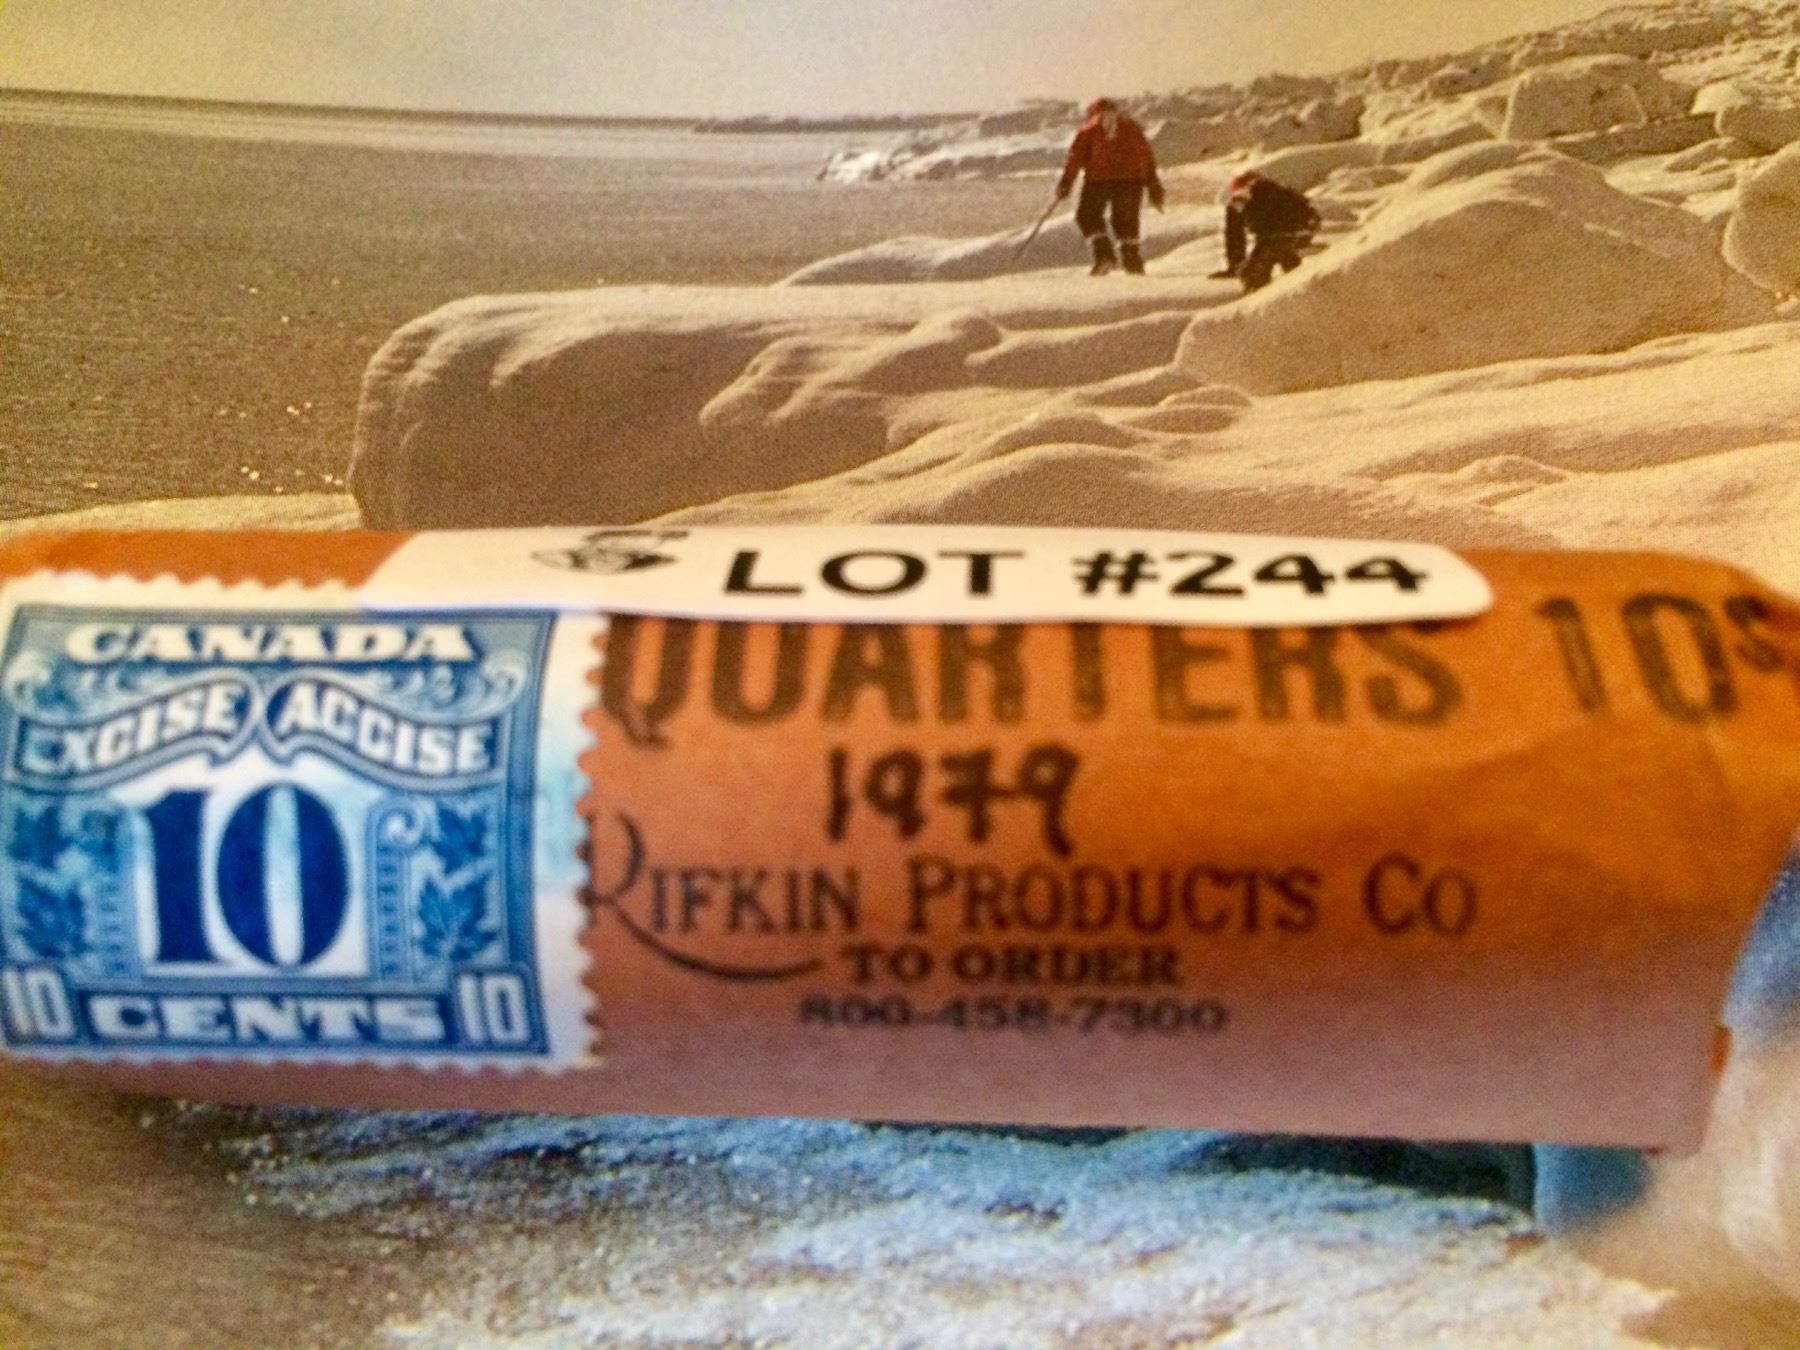 LOT #244
CANADA
EXCISE ACCISE
10
10 CENTS 10
QUARTERS 10
1979
RIFKIN PRODUCTS CO
TO ORDER
800-458-7300